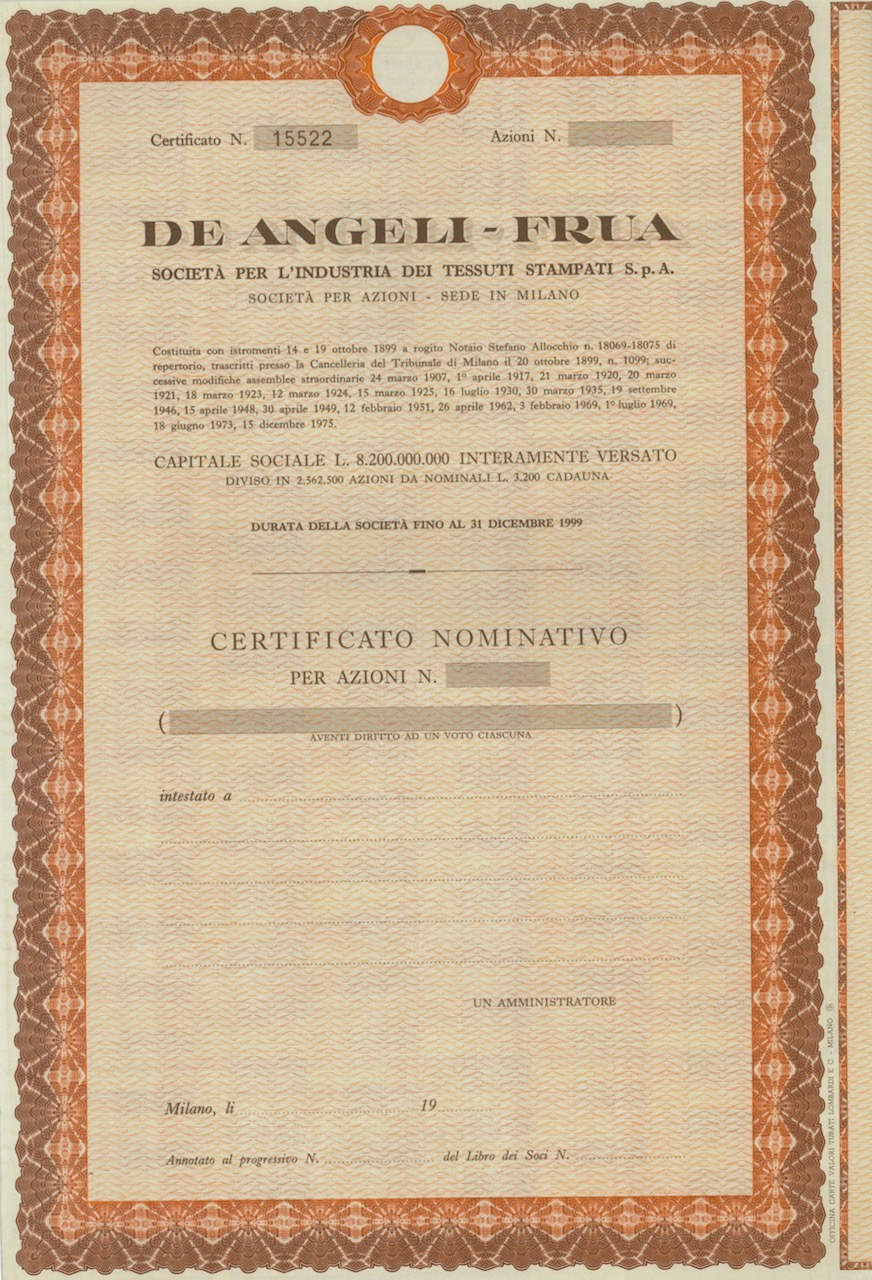 Certificato N. 15522 Azioni N.
DE ANGELI - FRUA
SOCIETÀ PER L'INDUSTRIA DEI TESSUTI STAMPATI S.p.A.
SOCIETÀ PER AZIONI - SEDE IN MILANO
Costituita con istromenti 14 e 19 ottobre 1899 a rogito Notaio Stefano Allocchio n. 18069-18075 di
repertorio, trascritti presso la Cancelleria del Tribunale di Milano il 20 ottobre 1899, n. 1099; suc-
cessive modifiche assemblee straordinarie 24 marzo 1907, 1º aprile 1917, 21 marzo 1920, 20 marzo
1921, 18 marzo 1923, 12 marzo 1924, 15 marzo 1925, 16 luglio 1930, 30 marzo 1935, 19 settembre
1946, 15 aprile 1948, 30 aprile 1949, 12 febbraio 1951, 26 aprile 1962, 3 febbraio 1969, 1º luglio 1969,
18 giugno 1973, 15 dicembre 1975.
CAPITALE SOCIALE L. 8.200.000.000 INTERAMENTE VERSATO
DIVISO IN 2.562.500 AZIONI DA NOMINALI L. 3.200 CADAUNA
DURATA DELLA SOCIETÀ FINO AL 31 DICEMBRE 1999
CERTIFICATO NOMINATIVO
PER AZIONI N.
( )
AVENTI DIRITTO AD UN VOTO CIASCUNA
intestato a
UN AMMINISTRATORE
Milano, li 19
Annotato al progressivo N. del Libro dei Soci N.
OFFICINA CARTE VALORI TURATI LOMBARDI E C. - MILANO